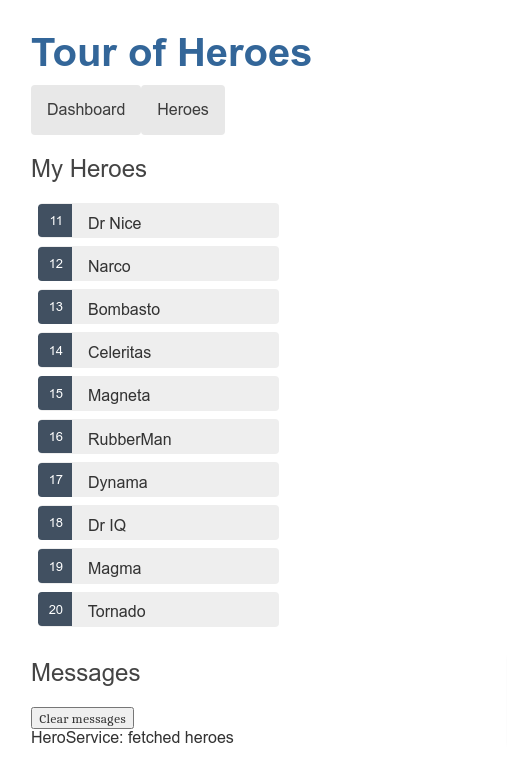 Tour of Heroes
Dashboard Heroes
My Heroes
11 Dr Nice
12 Narco
13 Bombasto
14 Celeritas
15 Magneta
16 RubberMan
17 Dynama
18 Dr IQ
19 Magma
20 Tornado
Messages
Clear messages
HeroService: fetched heroes